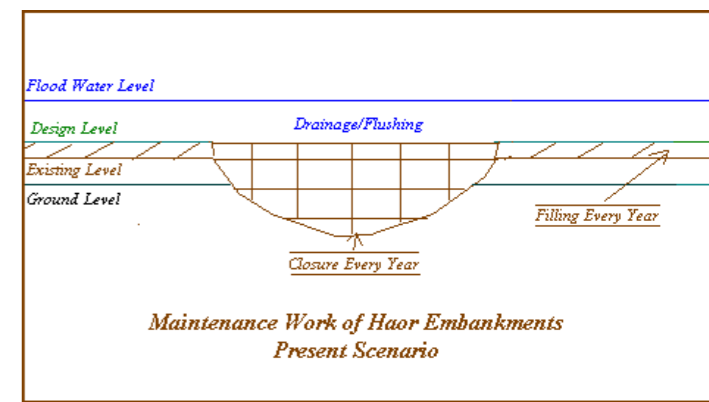 Flood Water Level
Design Level
Drainage/Flushing
Existing Level
Ground Level
Filling Every Year
Closure Every Year
Maintenance Work of Haor Embankments
Present Scenario